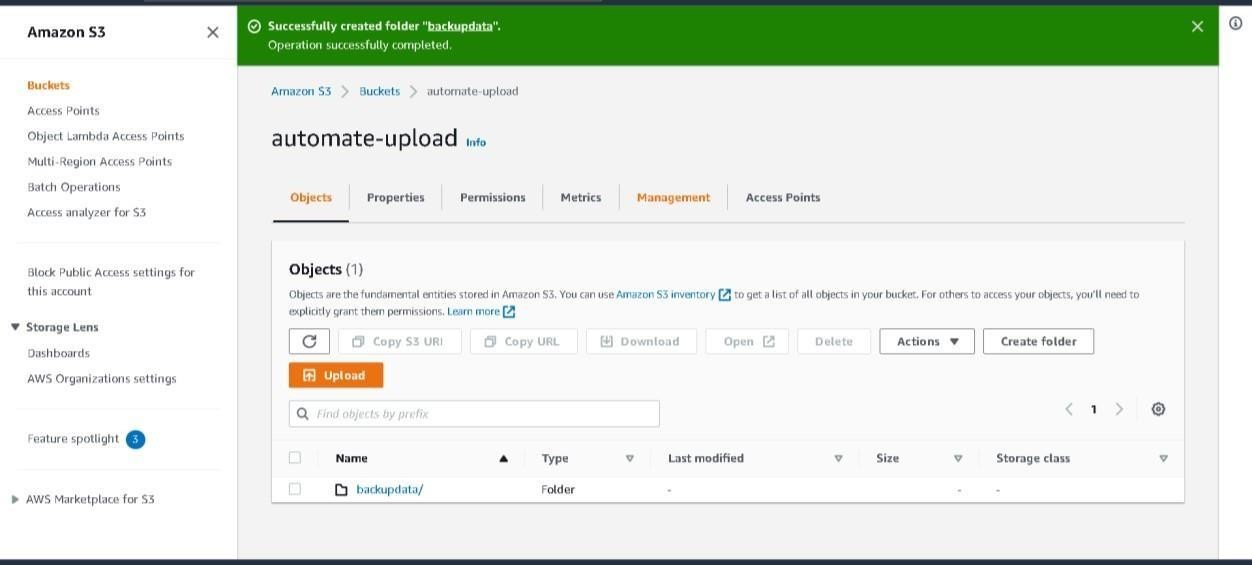 Amazon S3
Successfully created folder "backupdata".
Operation successfully completed.
Buckets
Access Points
Object Lambda Access Points
Multi-Region Access Points
Batch Operations
Access analyzer for S3
Block Public Access settings for
this account
Storage Lens
Dashboards
AWS Organizations settings
Feature spotlight 3
AWS Marketplace for S3
Amazon S3 Buckets automate-upload
automate-upload Info
Objects Properties Permissions Metrics Management Access Points
Objects (1)
Objects are the fundamental entities stored in Amazon S3. You can use Amazon S3 inventory to get a list of all objects in your bucket. For others to access your objects, you'll need to
explicitly grant them permissions. Learn more
Copy S3 URI Copy URL Download Open Delete Actions Create folder
Upload
Find objects by prefix 1
Name Type Last modified Size Storage class
backupdata/ Folder - - -